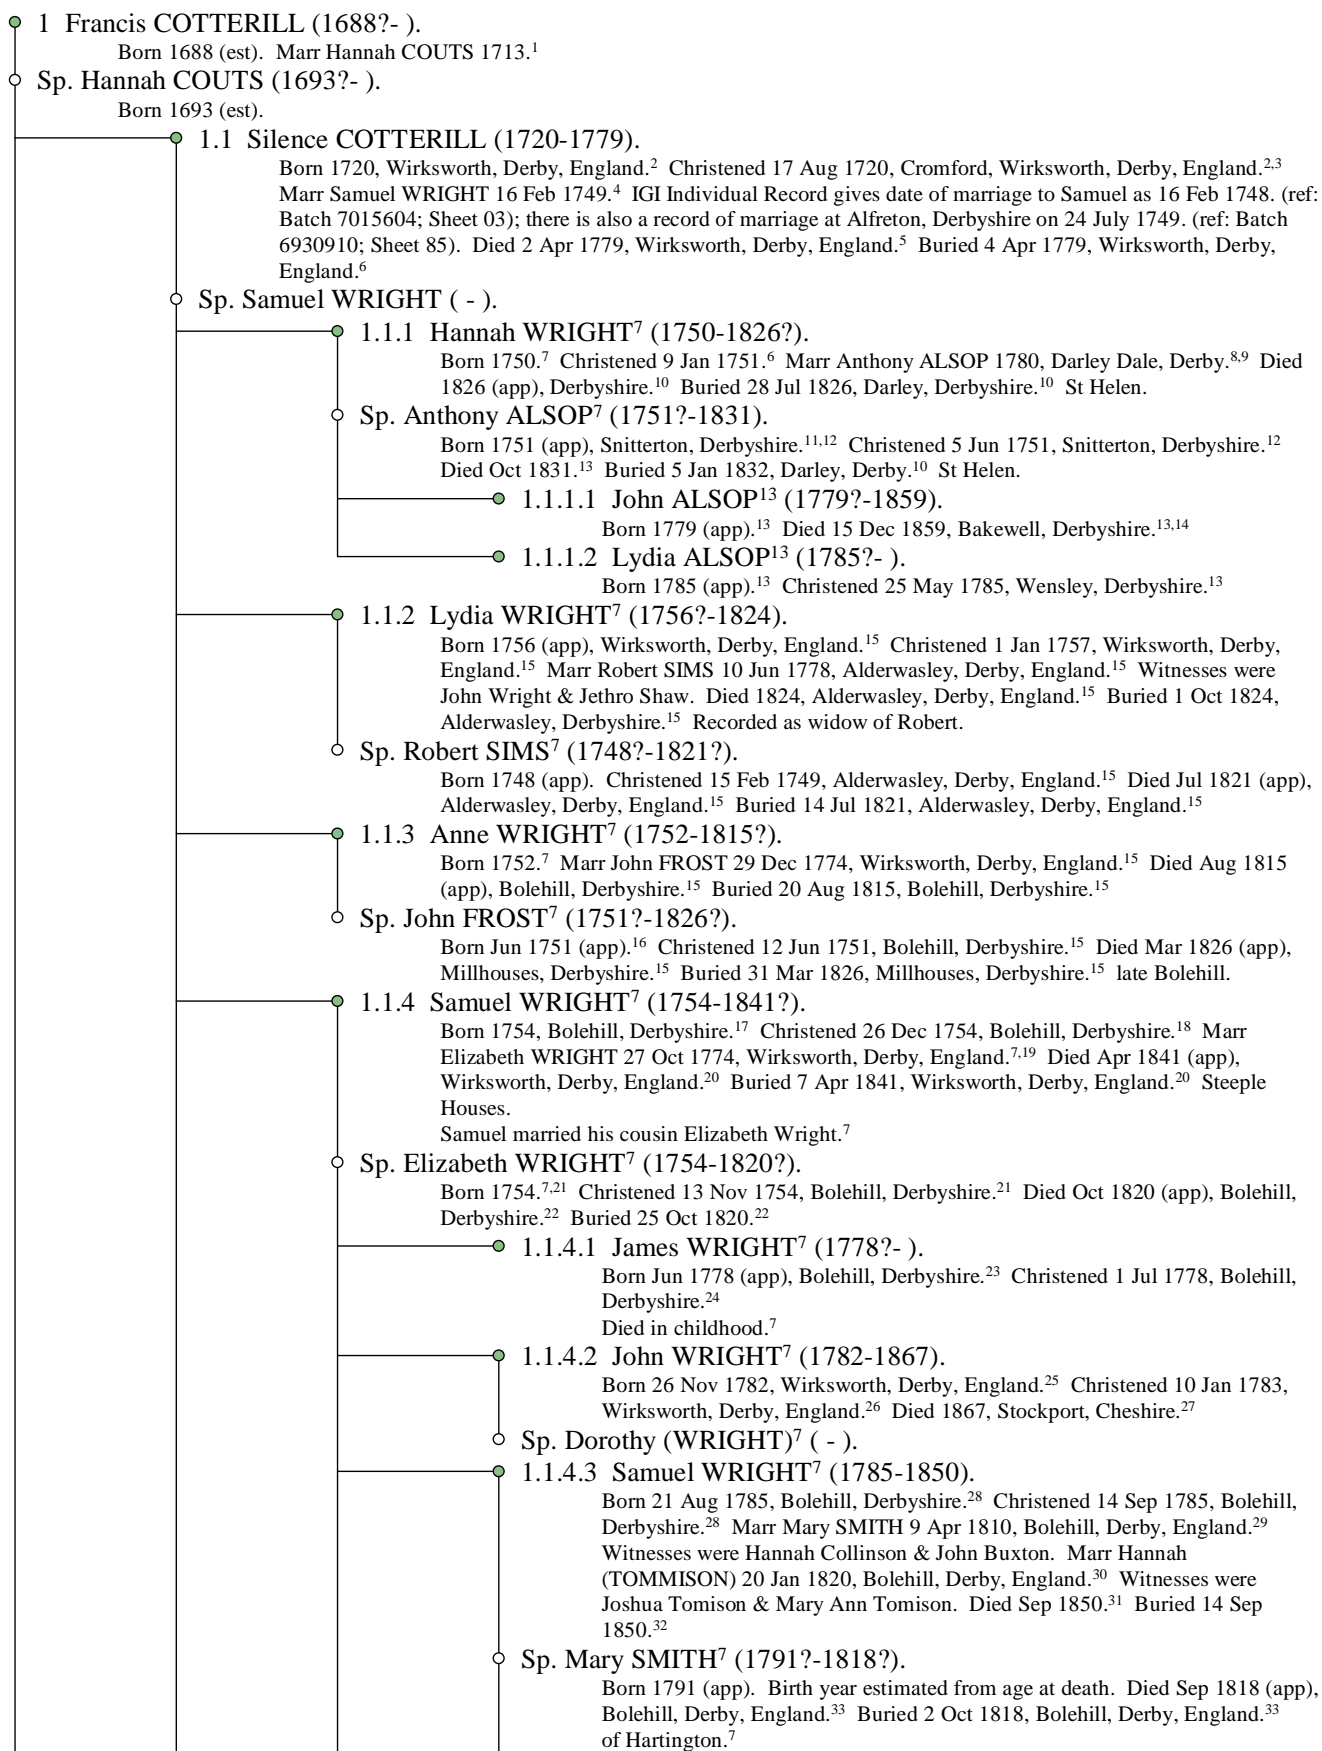 1 Francis COTTERILL (1688?- ).
Born 1688 (est). Marr Hannah COUTS 1713.1
Sp. Hannah COUTS (1693?- ).
Born 1693 (est).
1.1 Silence COTTERILL (1720-1779).
Born 1720, Wirksworth, Derby, England.2 Christened 17 Aug 1720, Cromford, Wirksworth, Derby, England.2,3
Marr Samuel WRIGHT 16 Feb 1749.4 IGI Individual Record gives date of marriage to Samuel as 16 Feb 1748. (ref:
Batch 7015604; Sheet 03); there is also a record of marriage at Alfreton, Derbyshire on 24 July 1749. (ref: Batch
6930910; Sheet 85). Died 2 Apr 1779, Wirksworth, Derby, England.5 Buried 4 Apr 1779, Wirksworth, Derby,
England.6
Sp. Samuel WRIGHT ( - ).
1.1.1 Hannah WRIGHT7 (1750-1826?).
Born 1750.7 Christened 9 Jan 1751.6 Marr Anthony ALSOP 1780, Darley Dale, Derby.8,9 Died
1826 (app), Derbyshire.10 Buried 28 Jul 1826, Darley, Derbyshire.10 St Helen.
Sp. Anthony ALSOP7 (1751?-1831).
Born 1751 (app), Snitterton, Derbyshire.11,12 Christened 5 Jun 1751, Snitterton, Derbyshire.12
Died Oct 1831.13 Buried 5 Jan 1832, Darley, Derby.10 St Helen.
1.1.1.1 John ALSOP13 (1779?-1859).
Born 1779 (app).13 Died 15 Dec 1859, Bakewell, Derbyshire.13,14
1.1.1.2 Lydia ALSOP13 (1785?- ).
Born 1785 (app).13 Christened 25 May 1785, Wensley, Derbyshire.13
1.1.2 Lydia WRIGHT7 (1756?-1824).
Born 1756 (app), Wirksworth, Derby, England.15 Christened 1 Jan 1757, Wirksworth, Derby,
England.15 Marr Robert SIMS 10 Jun 1778, Alderwasley, Derby, England.15 Witnesses were
John Wright & Jethro Shaw. Died 1824, Alderwasley, Derby, England.15 Buried 1 Oct 1824,
Alderwasley, Derbyshire.15 Recorded as widow of Robert.
Sp. Robert SIMS7 (1748?-1821?).
Born 1748 (app). Christened 15 Feb 1749, Alderwasley, Derby, England.15 Died Jul 1821 (app),
Alderwasley, Derby, England.15 Buried 14 Jul 1821, Alderwasley, Derby, England.15
1.1.3 Anne WRIGHT7 (1752-1815?).
Born 1752.7 Marr John FROST 29 Dec 1774, Wirksworth, Derby, England.15 Died Aug 1815
(app), Bolehill, Derbyshire.15 Buried 20 Aug 1815, Bolehill, Derbyshire.15
Sp. John FROST7 (1751?-1826?).
Born Jun 1751 (app).16 Christened 12 Jun 1751, Bolehill, Derbyshire.15 Died Mar 1826 (app),
Millhouses, Derbyshire.15 Buried 31 Mar 1826, Millhouses, Derbyshire.15 late Bolehill.
1.1.4 Samuel WRIGHT7 (1754-1841?).
Born 1754, Bolehill, Derbyshire.17 Christened 26 Dec 1754, Bolehill, Derbyshire.18 Marr
Elizabeth WRIGHT 27 Oct 1774, Wirksworth, Derby, England.7,19 Died Apr 1841 (app),
Wirksworth, Derby, England.20 Buried 7 Apr 1841, Wirksworth, Derby, England.20 Steeple
Houses.
Samuel married his cousin Elizabeth Wright.7
Sp. Elizabeth WRIGHT7 (1754-1820?).
Born 1754.7,21 Christened 13 Nov 1754, Bolehill, Derbyshire.21 Died Oct 1820 (app), Bolehill,
Derbyshire.22 Buried 25 Oct 1820.22
1.1.4.1 James WRIGHT7 (1778?- ).
Born Jun 1778 (app), Bolehill, Derbyshire.23 Christened 1 Jul 1778, Bolehill,
Derbyshire.24
Died in childhood.7
1.1.4.2 John WRIGHT7 (1782-1867).
Born 26 Nov 1782, Wirksworth, Derby, England.25 Christened 10 Jan 1783,
Wirksworth, Derby, England.26 Died 1867, Stockport, Cheshire.27
Sp. Dorothy (WRIGHT)7 ( - ).
1.1.4.3 Samuel WRIGHT7 (1785-1850).
Born 21 Aug 1785, Bolehill, Derbyshire.28 Christened 14 Sep 1785, Bolehill,
Derbyshire.28 Marr Mary SMITH 9 Apr 1810, Bolehill, Derby, England.29
Witnesses were Hannah Collinson & John Buxton. Marr Hannah
(TOMMISON) 20 Jan 1820, Bolehill, Derby, England.30 Witnesses were
Joshua Tomison & Mary Ann Tomison. Died Sep 1850.31 Buried 14 Sep
1850.32
Sp. Mary SMITH7 (1791?-1818?).
Born 1791 (app). Birth year estimated from age at death. Died Sep 1818 (app),
Bolehill, Derby, England.33 Buried 2 Oct 1818, Bolehill, Derby, England.33
of Hartington.7